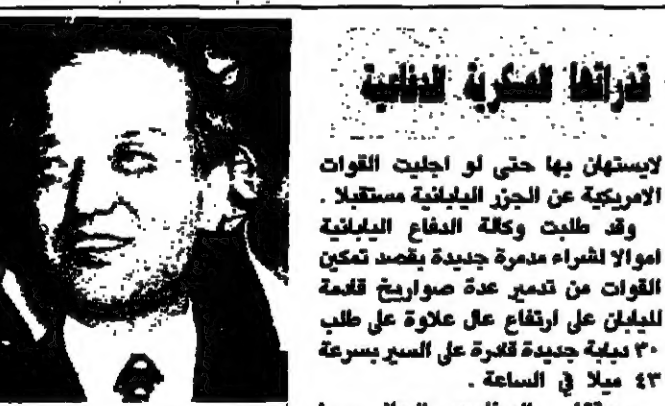 قدراتها العسكرية الدفاعية
لايستهان بها حتى لو اجليت القوات
الامريكية عن الجزر اليابانية مستقبلا .
وقد طلبت وكالة الدفاع اليابانية
اموالا لشراء مدمرة جديدة بقصد تمكين
القوات من تدمير عدة صواريخ قادمة
لليابان على ارتفاع عال علاوة على طلب
٣٠ دبابة جديدة قادرة على السير بسرعة
٤٣ ميلا في الساعة .